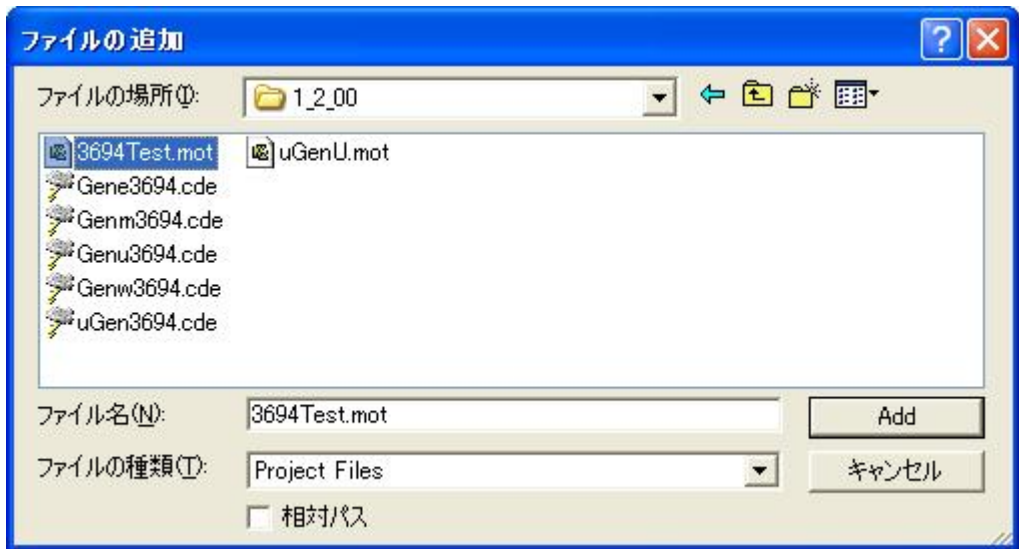 ファイルの追加
ファイルの場所(I):
1_2_00
3694Test.mot
Gene3694.cde
Genm3694.cde
Genu3694.cde
Genw3694.cde
uGen3694.cde
uGenU.mot
ファイル名(N):
3694Test.mot
Add
ファイルの種類(T):
Project Files
キャンセル
相対パス